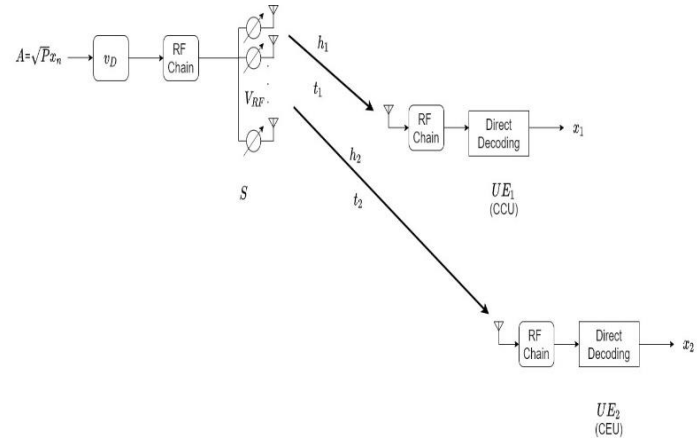 A=√Px_n
v_D
RF
Chain
V_RF
S
h_1
t_1
h_2
t_2
RF
Chain
Direct
Decoding
x_1
UE_1
(CCU)
RF
Chain
Direct
Decoding
x_2
UE_2
(CEU)